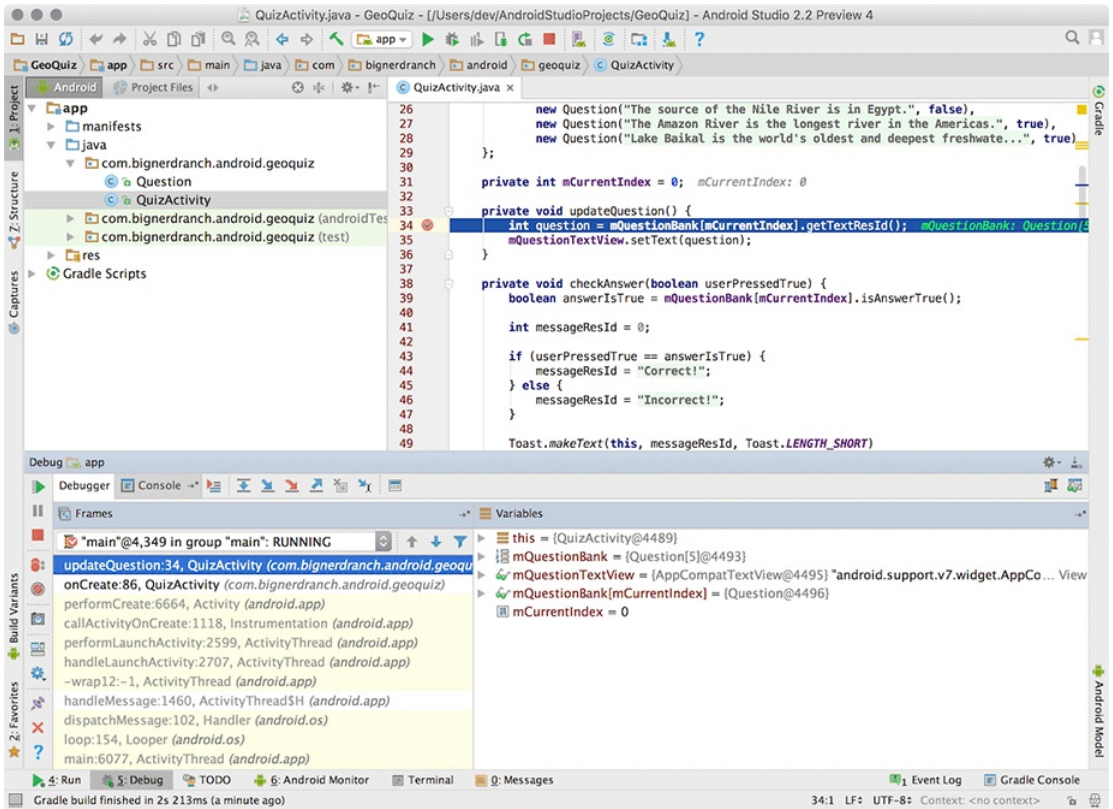 QuizActivity.java - GeoQuiz - [/Users/dev/AndroidStudioProjects/GeoQuiz] - Android Studio 2.2 Preview 4
app
GeoQuiz app src main java com bignerdranch android geoquiz QuizActivity
1: Project
Z: Structure
Captures
Build Variants
2: Favorites
Android Project Files
app
manifests
java
com.bignerdranch.android.geoquiz
Question
QuizActivity
com.bignerdranch.android.geoquiz (androidTes
com.bignerdranch.android.geoquiz (test)
res
Gradle Scripts
QuizActivity.java ×
26 new Question("The source of the Nile River is in Egypt.", false),
27 new Question("The Amazon River is the longest river in the Americas.", true),
28 new Question("Lake Baikal is the world's oldest and deepest freshwate...", true)
29 };
30
31 private int mCurrentIndex = 0; mCurrentIndex: 0
32
33 private void updateQuestion() {
34 int question = mQuestionBank[mCurrentIndex].getTextResId(); mQuestionBank: Question[5
35 mQuestionTextView.setText(question);
36 }
37
38 private void checkAnswer(boolean userPressedTrue) {
39 boolean answerIsTrue = mQuestionBank[mCurrentIndex].isAnswerTrue();
40
41 int messageResId = 0;
42
43 if (userPressedTrue == answerIsTrue) {
44 messageResId = "Correct!";
45 } else {
46 messageResId = "Incorrect!";
47 }
48
49 Toast.makeText(this, messageResId, Toast.LENGTH_SHORT)
Gradle
Android Model
Debug app
Debugger Console
Frames
"main"@4,349 in group "main": RUNNING
updateQuestion:34, QuizActivity (com.bignerdranch.android.geoqu
onCreate:86, QuizActivity (com.bignerdranch.android.geoquiz)
performCreate:6664, Activity (android.app)
callActivityOnCreate:1118, Instrumentation (android.app)
performLaunchActivity:2599, ActivityThread (android.app)
handleLaunchActivity:2707, ActivityThread (android.app)
-wrap12:-1, ActivityThread (android.app)
handleMessage:1460, ActivityThread$H (android.app)
dispatchMessage:102, Handler (android.os)
loop:154, Looper (android.os)
main:6077, ActivityThread (android.app)
Variables
this = {QuizActivity@4489}
mQuestionBank = {Question[5]@4493}
mQuestionTextView = {AppCompatTextView@4495} "android.support.v7.widget.AppCo... View
mQuestionBank[mCurrentIndex] = {Question@4496}
mCurrentIndex = 0
4: Run 5: Debug TODO 6: Android Monitor Terminal 0: Messages 1 Event Log Gradle Console
Gradle build finished in 2s 213ms (a minute ago) 34:1 LF÷ UTF-8÷ Context: <no context>